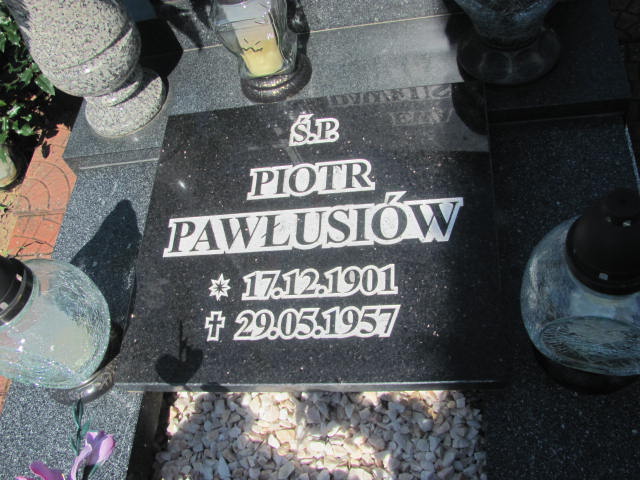 Ś.P.
PIOTR
PAWŁUSIÓW
17.12.1901
29.05.1957